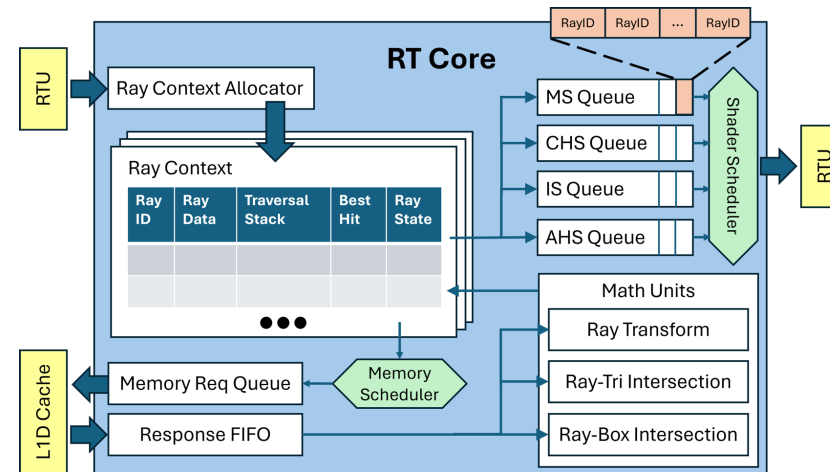 RayID RayID ... RayID
RT Core
RTU
Ray Context Allocator
MS Queue
CHS Queue
IS Queue
AHS Queue
Shader Scheduler
RTU
Ray Context
Ray ID
Ray Data
Traversal Stack
Best Hit
Ray State
Math Units
Ray Transform
Ray-Tri Intersection
Ray-Box Intersection
Memory Scheduler
L1D Cache
Memory Req Queue
Response FIFO